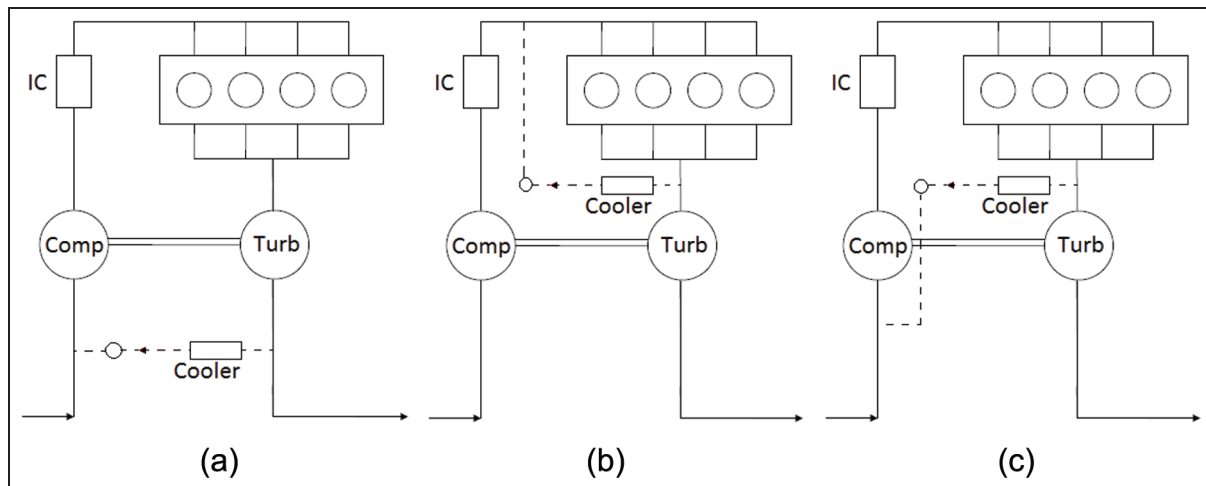 IC
Comp
Turb
Cooler
(a)
IC
Cooler
Comp
Turb
(b)
IC
Cooler
Comp
Turb
(c)